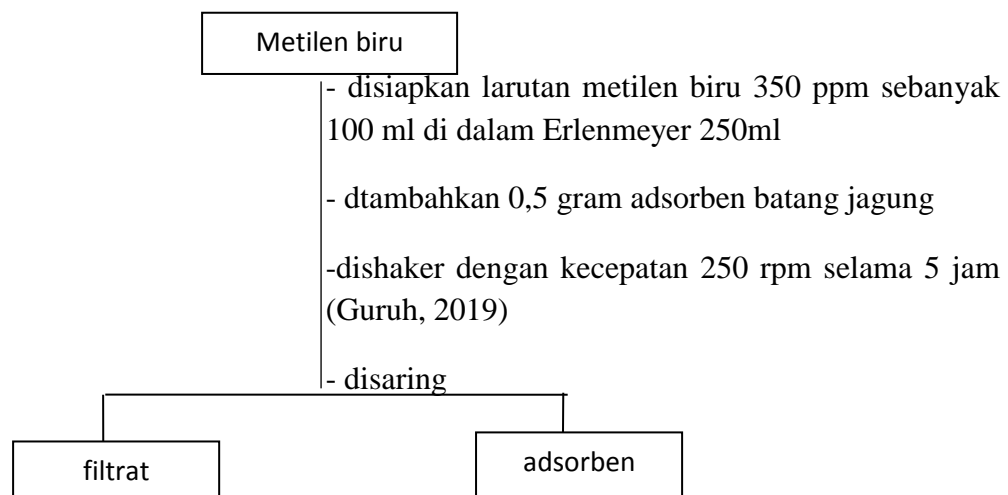 Metilen biru
- disiapkan larutan metilen biru 350 ppm sebanyak
100 ml di dalam Erlenmeyer 250ml
- dtambahkan 0,5 gram adsorben batang jagung
-dishaker dengan kecepatan 250 rpm selama 5 jam
(Guruh, 2019)
- disaring
filtrat
adsorben